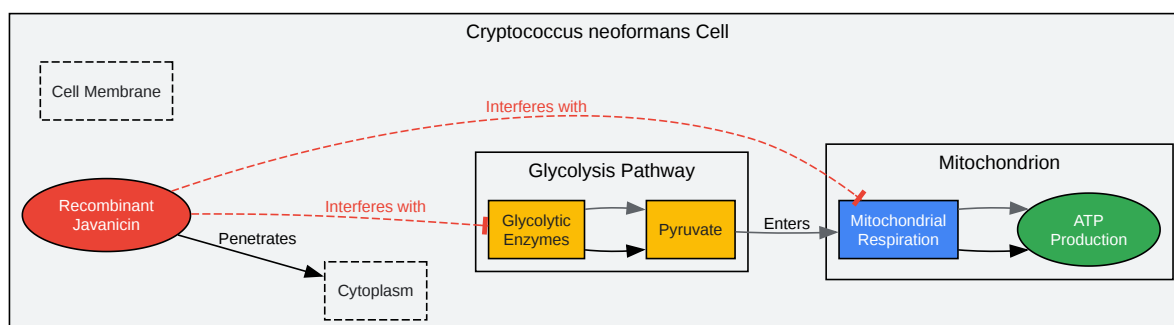 Cryptococcus neoformans Cell
Cell Membrane
Interferes with
Glycolysis Pathway
Mitochondrion
Recombinant
Javanicin
Interferes with
Glycolytic
Enzymes
Pyruvate
Enters
Mitochondrial
Respiration
ATP
Production
Penetrates
Cytoplasm